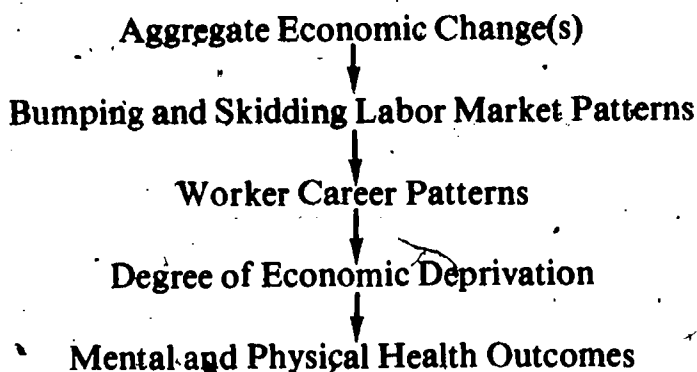 Aggregate Economic Change(s)
Bumping and Skidding Labor Market Patterns
Worker Career Patterns
Degree of Economic Deprivation
Mental and Physical Health Outcomes